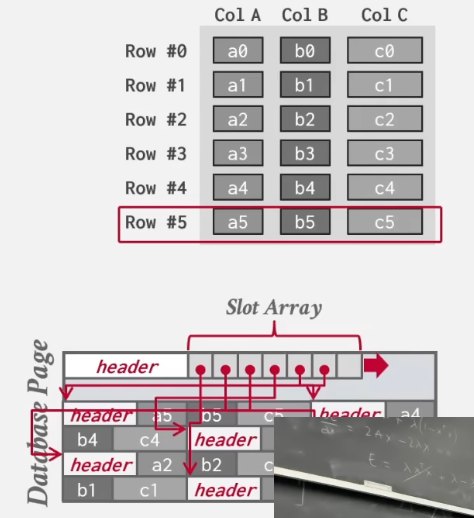 Col A Col B Col C
Row #0 a0 b0 c0
Row #1 a1 b1 c1
Row #2 a2 b2 c2
Row #3 a3 b3 c3
Row #4 a4 b4 c4
Row #5 a5 b5 c5
Slot Array
Database Page
header
header a5 b5 c5 header a4
b4 c4 header
header a2 b2
b1 c1 header